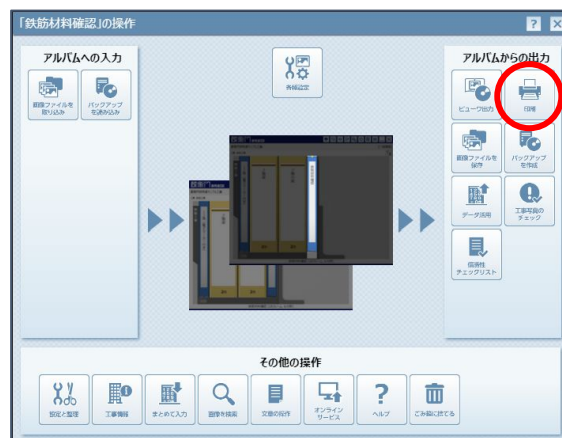 「鉄筋材料確認」の操作
アルバムへの入力
画像ファイルを
取り込み
バックアップ
を読み込み
各種設定
アルバムからの出力
ビューワ出力
印刷
画像ファイルを
保存
バックアップ
を作成
データ活用
工事写真の
チェック
信憑性
チェックリスト
その他の操作
設定と整理
工事情報
まとめて入力
画像を検索
文章の操作
オンライン
サービス
ヘルプ
ごみ箱に捨てる